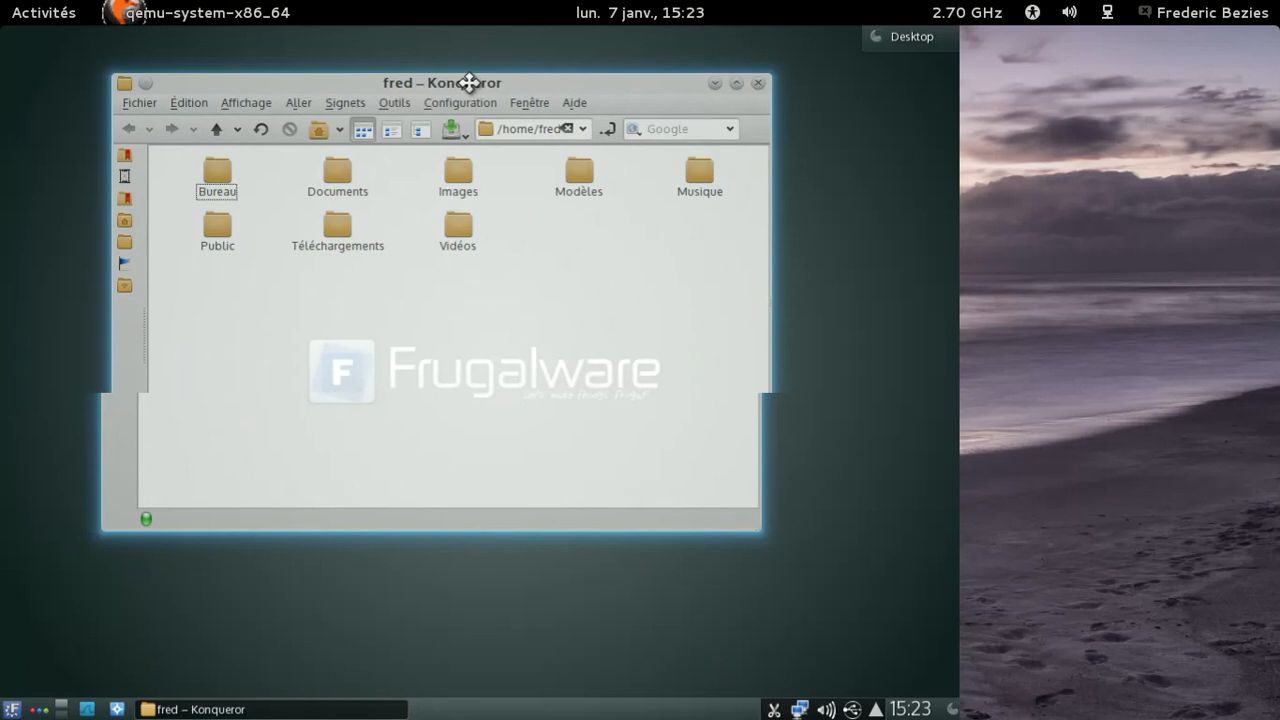 Activités qemu-system-x86_64 lun. 7 janv., 15:23 2.70 GHz Frederic Bezies
Desktop
fred – Konqueror
Fichier Édition Affichage Aller Signets Outils Configuration Fenêtre Aide
/home/fred Google
Bureau Documents Images Modèles Musique
Public Téléchargements Vidéos
F Frugalware
fred – Konqueror 15:23